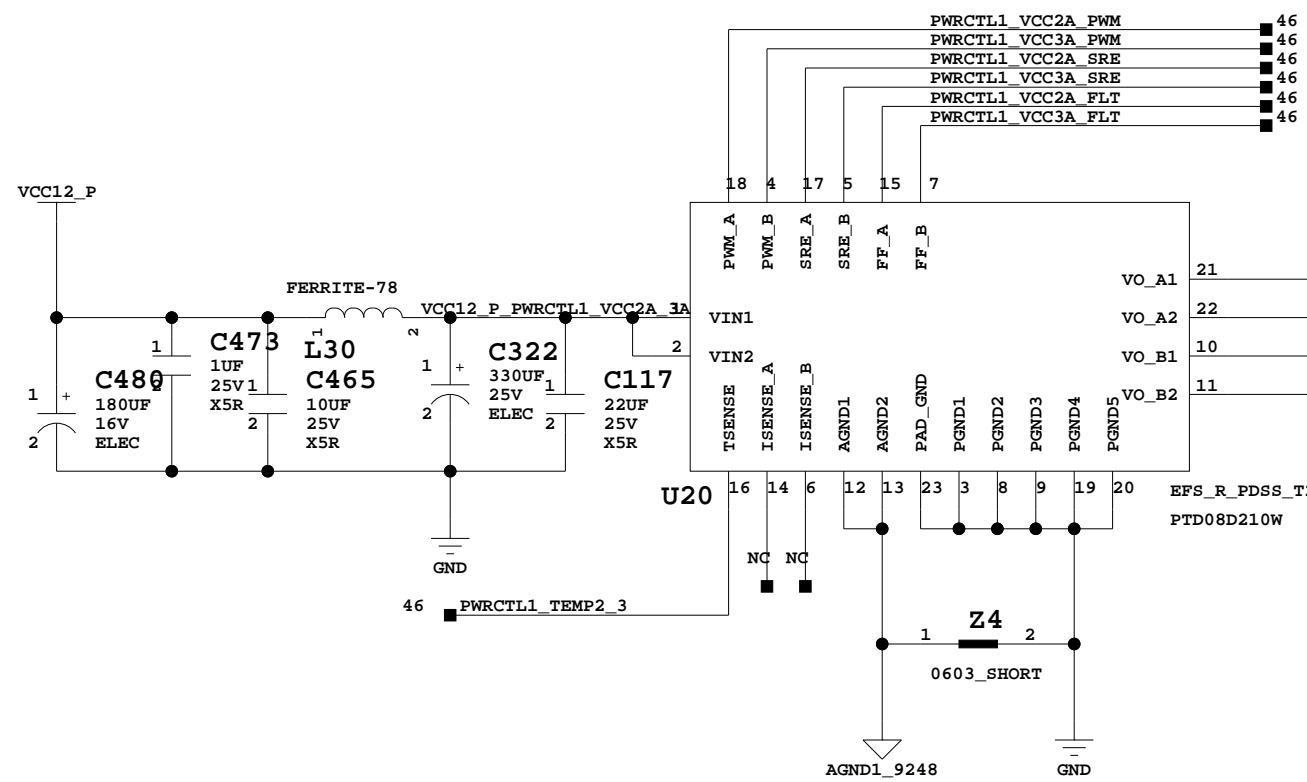 PWRCTL1_VCC2A_PWM 46
PWRCTL1_VCC3A_PWM 46
PWRCTL1_VCC2A_SRE 46
PWRCTL1_VCC3A_SRE 46
PWRCTL1_VCC2A_FLT 46
PWRCTL1_VCC3A_FLT 46
18 4 17 5 15 7
VCC12_P
PWM_A
PWM_B
SRE_A
SRE_B
FF_A
FF_B
VO_A1 21
VO_A2 22
VO_B1 10
VO_B2 11
FERRITE-78
1 2
L30
VCC12_P_PWRCTL1_VCC2A_3A
1 VIN1
2 VIN2
C480
180UF
16V
ELEC
1
2
C473
1UF
25V
X5R
1
2
C465
10UF
25V
X5R
1
2
C322
330UF
25V
ELEC
1 +
2
C117
22UF
25V
X5R
1
2
+
TSENSE
ISENSE_A
ISENSE_B
AGND1
AGND2
PAD_GND
PGND1
PGND2
PGND3
PGND4
PGND5
U20
16 14 6 12 13 23 3 8 9 19 20
EFS_R_PDSS_T
PTD08D210W
GND
NC NC
46 PWRCTL1_TEMP2_3
Z4
1 2
0603_SHORT
AGND1_9248
GND